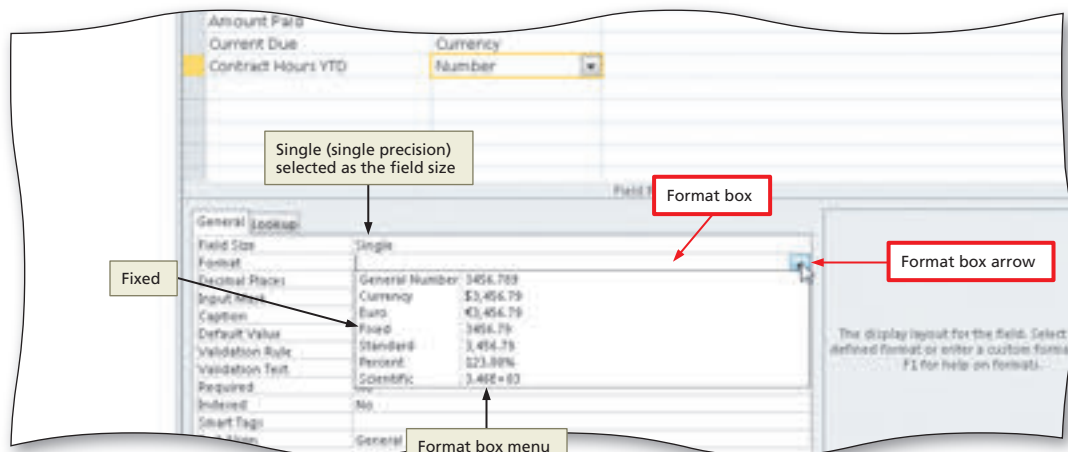 Amount Paid
Current Due Currency
Contract Hours YTD Number
Single (single precision)
selected as the field size
Field
Format box
General Lookup
Field Size Single
Format
Format box arrow
Fixed
Decimal Places
General Number 3456.789
Input Mask
Currency $3,456.79
Caption
Euro €3,456.79
Default Value
Fixed 3456.79
Validation Rule
Standard 3,456.79
Validation Text
Percent 123.00%
Required No
Scientific 3.46E+03
Indexed No
Smart Tags
General
Format box menu
The display layout for the field. Select
defined format or enter a custom
F1 for help on formats.